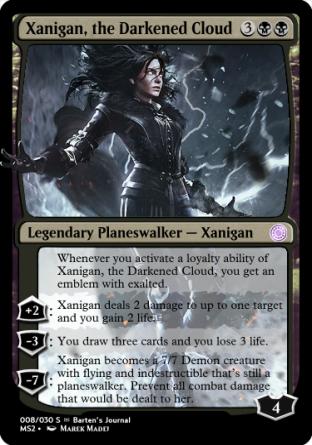 Xanigan, the Darkened Cloud 3
Legendary Planeswalker — Xanigan
Whenever you activate a loyalty ability of
Xanigan, the Darkened Cloud, you get an
emblem with exalted.
+2: Xanigan deals 2 damage to up to one target
and you gain 2 life.
-3: You draw three cards and you lose 3 life.
-7: Xanigan becomes a 7/7 Demon creature
with flying and indestructible that's still a
planeswalker. Prevent all combat damage
that would be dealt to her.
4
008/030 S Barten's Journal
MS2 • Marek Madej